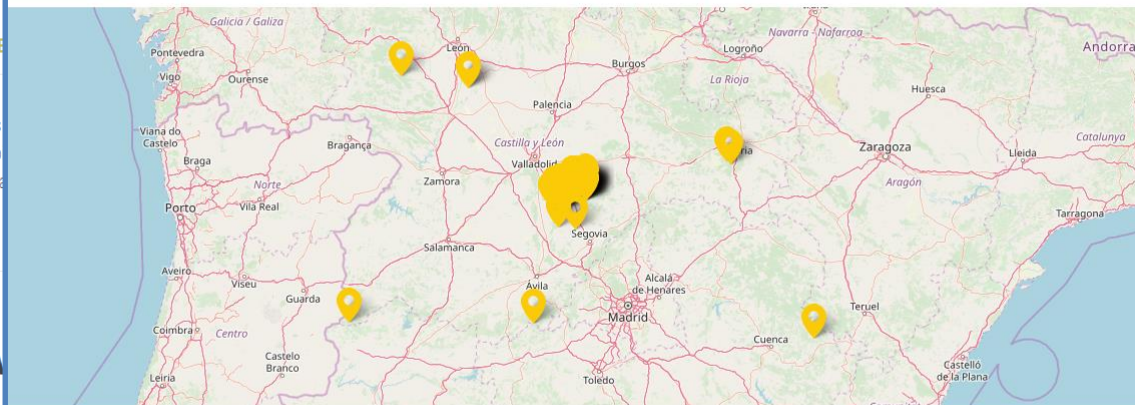 Galicia / Galiza
León
Navarra - Nafarroa
Andorra
Pontevedra
Logroño
Burgos
Vigo
Ourense
La Rioja
Huesca
Palencia
Viana do
Castelo
Bragança
Castilla y León
Catalunya
Zaragoza
Braga
Valladolid
Lleida
Zamora
Norte
Aragón
Porto
Vila Real
Tarragona
Segovia
Salamanca
Aveiro
Viseu
Ávila
Alcalá
de Henares
Guarda
Teruel
Madrid
Coimbra
Centro
Cuenca
Castelo
Branco
Castelló
de la Plana
Leiria
Toledo